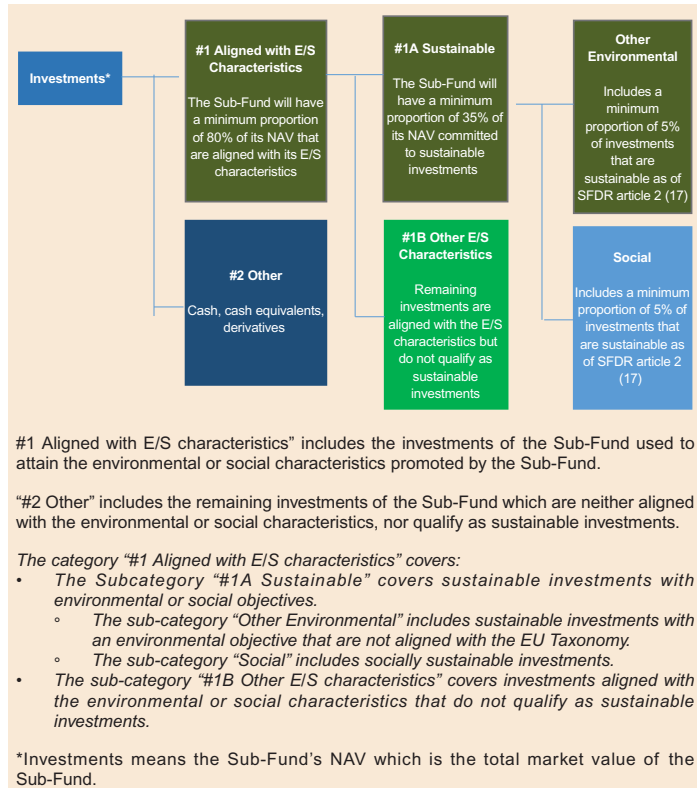 Investments*
#1 Aligned with E/S
Characteristics
The Sub-Fund will have
a minimum proportion
of 80% of its NAV that
are aligned with its E/S
characteristics
#2 Other
Cash, cash equivalents,
derivatives
#1A Sustainable
The Sub-Fund will
have a minimum
proportion of 35% of
its NAV committed
to sustainable
investments
#1B Other E/S
Characteristics
Remaining
investments are
aligned with the E/S
characteristics but
do not qualify as
sustainable
investments
Other
Environmental
Includes a
minimum
proportion of 5%
of investments
that are
sustainable as of
SFDR article 2 (17)
Social
Includes a minimum
proportion of 5% of
investments that
are sustainable as
of SFDR article 2
(17)
#1 Aligned with E/S characteristics” includes the investments of the Sub-Fund used to
attain the environmental or social characteristics promoted by the Sub-Fund.
“#2 Other” includes the remaining investments of the Sub-Fund which are neither aligned
with the environmental or social characteristics, nor qualify as sustainable investments.
The category “#1 Aligned with E/S characteristics” covers:
• The Subcategory “#1A Sustainable” covers sustainable investments with
environmental or social objectives.
◦ The sub-category “Other Environmental” includes sustainable investments with
an environmental objective that are not aligned with the EU Taxonomy.
◦ The sub-category “Social” includes socially sustainable investments.
• The sub-category “#1B Other E/S characteristics” covers investments aligned with
the environmental or social characteristics that do not qualify as sustainable
investments.
*Investments means the Sub-Fund’s NAV which is the total market value of the
Sub-Fund.